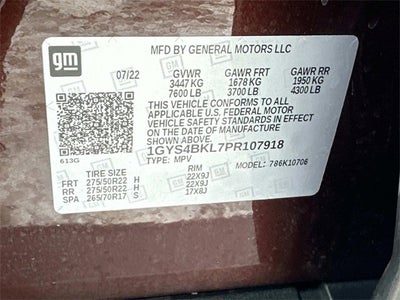 gm
MFD BY GENERAL MOTORS LLC
07/22 GVWR GAWR FRT GAWR RR
3447 KG 1678 KG 1950 KG
7600 LB 3700 LB 4300 LB
THIS VEHICLE CONFORMS TO ALL
APPLICABLE U.S. FEDERAL MOTOR
VEHICLE SAFETY STANDARDS IN EFFECT
ON THE DATE OF MANUFACTURE SHOWN ABOVE.
613G
1GYS4BKL7PR107918
TYPE: MPV MODEL: 786K10706
TIRE SIZE RIM
FRT 275/50R22 H 22X9J
RR 275/50R22 H 22X9J
SPA 265/70R17 S 17X8J